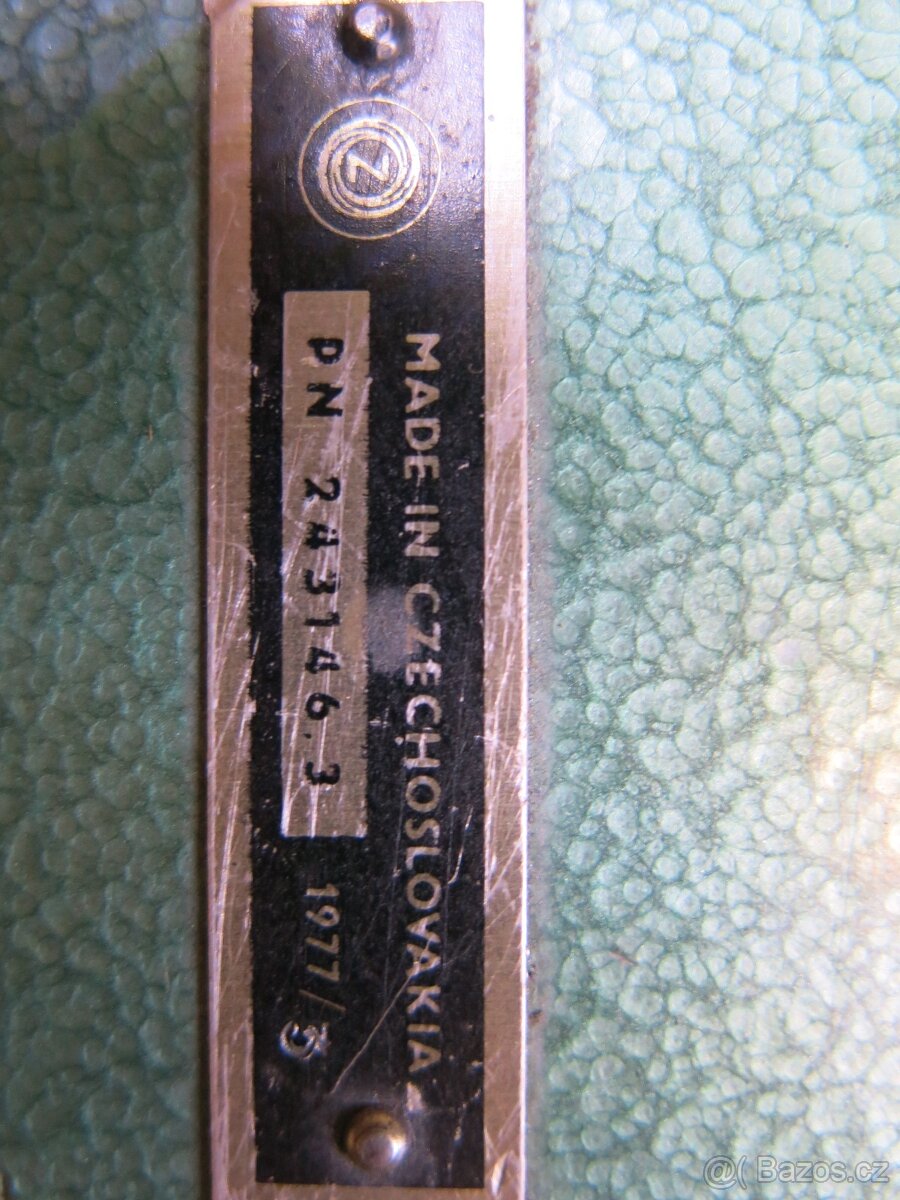 Z
MADE IN CZECHOSLOVAKIA
PN 243146.3 1977/3
@( Bazos.cz